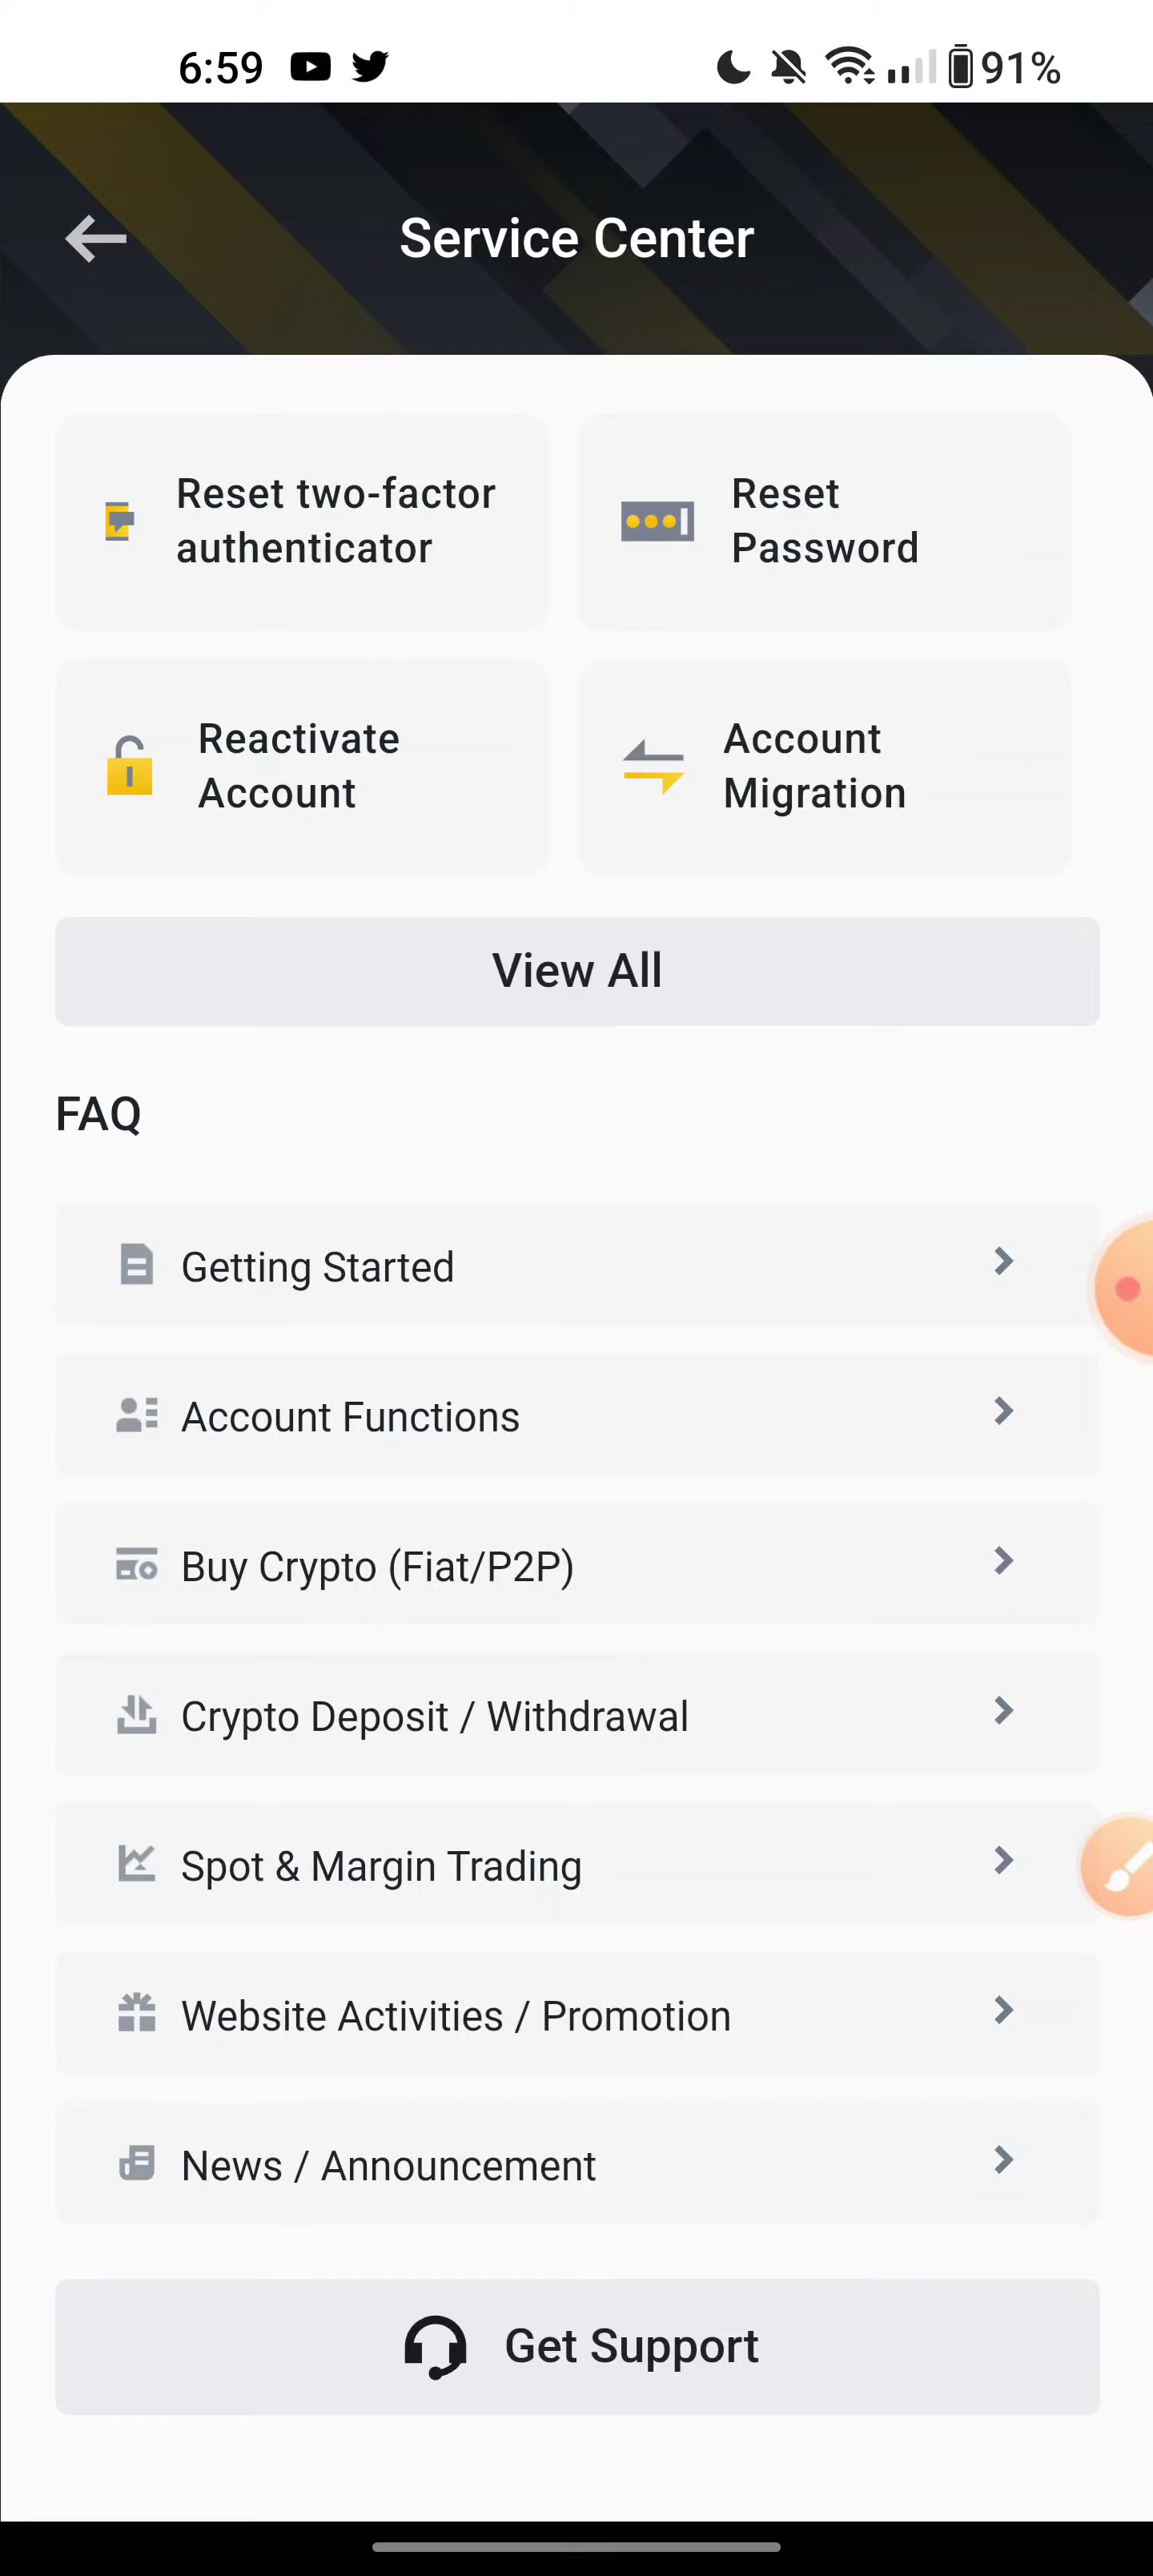 6:59
91%
Service Center
Reset two-factor
authenticator
Reset
Password
Reactivate
Account
Account
Migration
View All
FAQ
Getting Started
Account Functions
Buy Crypto (Fiat/P2P)
Crypto Deposit / Withdrawal
Spot & Margin Trading
Website Activities / Promotion
News / Announcement
Get Support